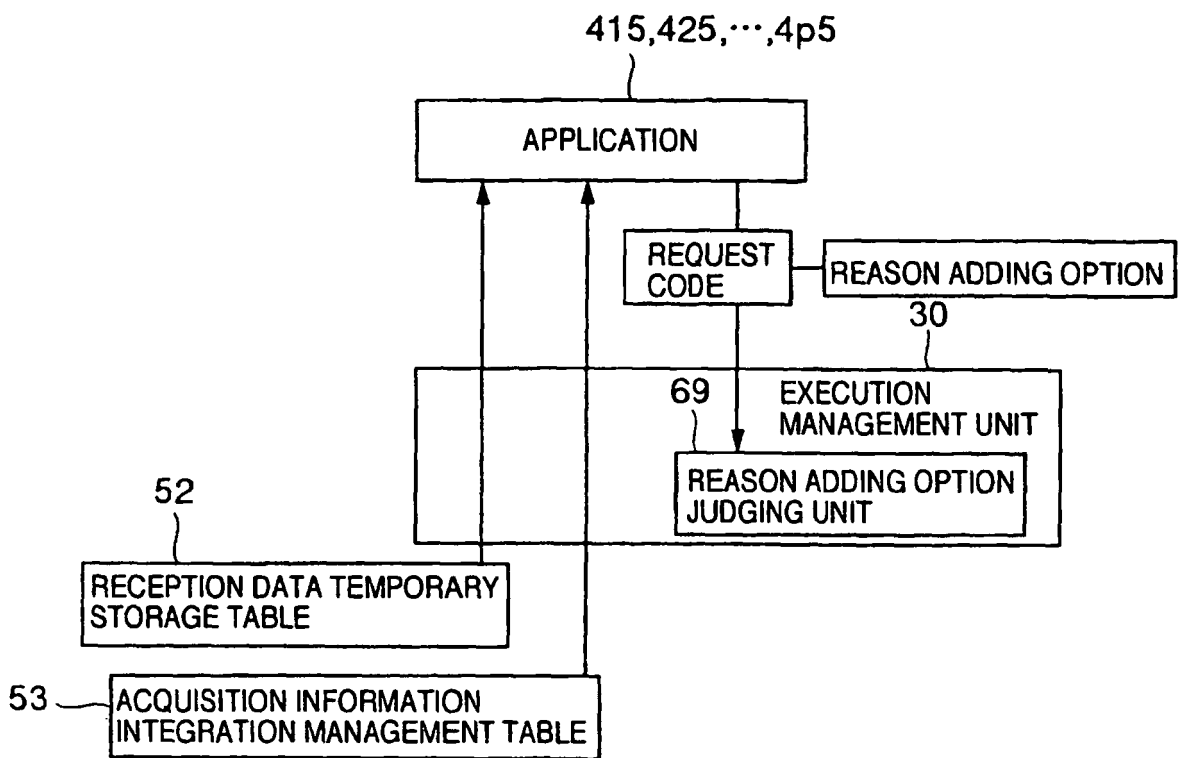 415,425,···,4p5
APPLICATION
REQUEST
CODE
REASON ADDING OPTION
30
EXECUTION
MANAGEMENT UNIT
69
REASON ADDING OPTION
JUDGING UNIT
52
RECEPTION DATA TEMPORARY
STORAGE TABLE
53
ACQUISITION INFORMATION
INTEGRATION MANAGEMENT TABLE